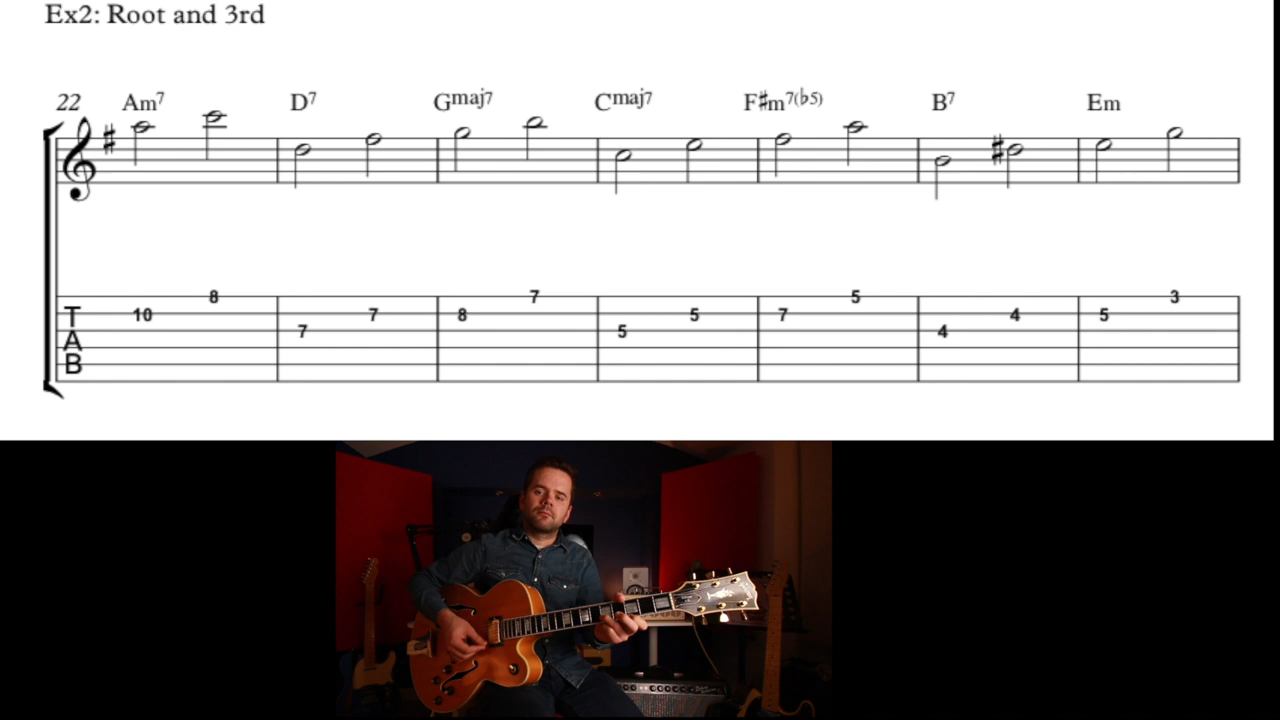 Ex2: Root and 3rd
22 Am7 D7 Gmaj7 Cmaj7 F#m7(b5) B7 Em
8 7 5 3
T 10 7 8 5 7 4 5
A 7 5 4
B